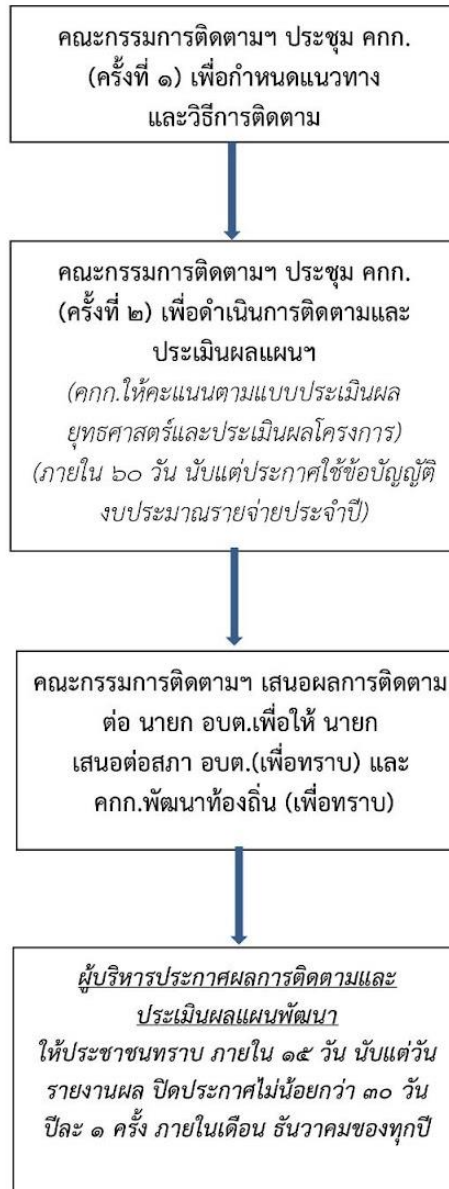 คณะกรรมการติดตามฯ ประชุม คกก.
(ครั้งที่ ๑) เพื่อกำหนดแนวทาง
และวิธีการติดตาม
คณะกรรมการติดตามฯ ประชุม คกก.
(ครั้งที่ ๒) เพื่อดำเนินการติดตามและ
ประเมินผลแผนฯ
(คกก.ให้คะแนนตามแบบประเมินผล
ยุทธศาสตร์และประเมินผลโครงการ)
(ภายใน ๖๐ วัน นับแต่ประกาศใช้ข้อบัญญัติ
งบประมาณรายจ่ายประจำปี)
คณะกรรมการติดตามฯ เสนอผลการติดตาม
ต่อ นายก อบต.เพื่อให้ นายก
เสนอต่อสภา อบต.(เพื่อทราบ) และ
คกก.พัฒนาท้องถิ่น (เพื่อทราบ)
ผู้บริหารประกาศผลการติดตามและ
ประเมินผลแผนพัฒนา
ให้ประชาชนทราบ ภายใน ๑๕ วัน นับแต่วัน
รายงานผล ปิดประกาศไม่น้อยกว่า ๓๐ วัน
ปีละ ๑ ครั้ง ภายในเดือน ธันวาคมของทุกปี